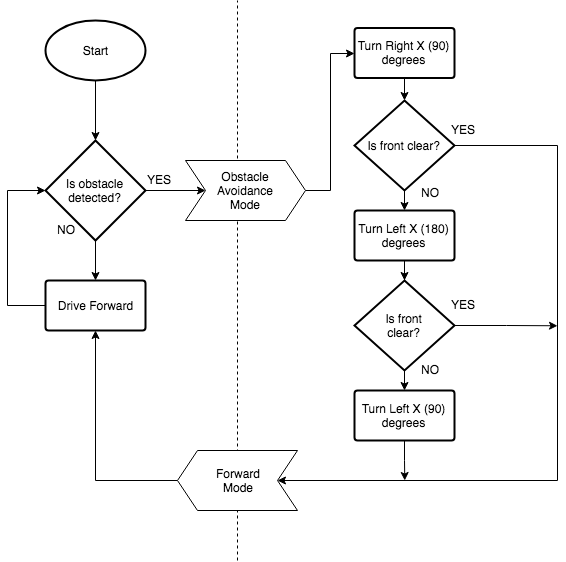 Start
Is obstacle
detected?
YES
NO
Drive Forward
Obstacle
Avoidance
Mode
Turn Right X (90)
degrees
Is front clear?
YES
NO
Turn Left X (180)
degrees
Is front
clear?
YES
NO
Turn Left X (90)
degrees
Forward
Mode